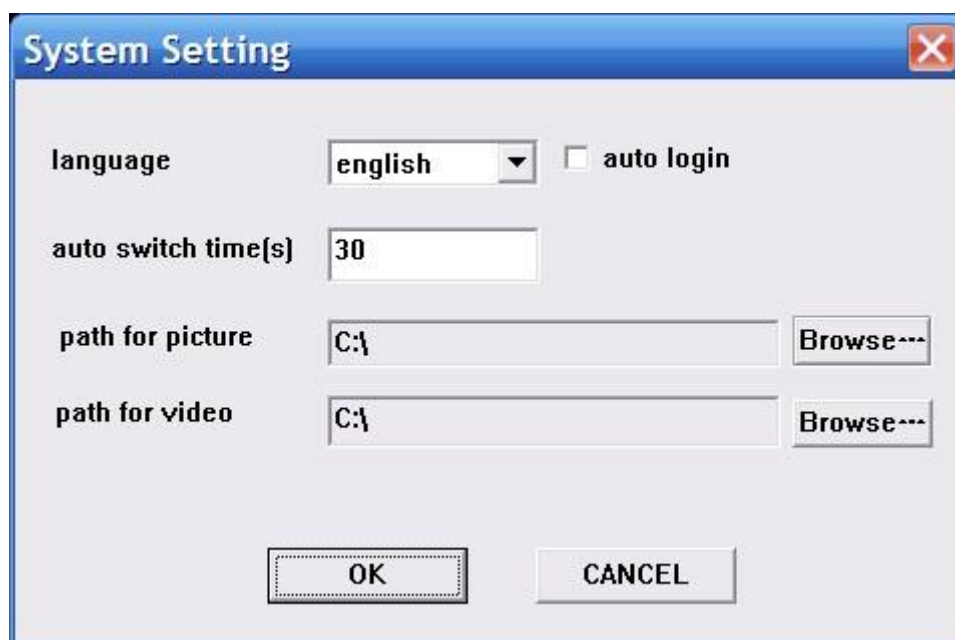 System Setting
language
english
auto login
auto switch time(s)
30
path for picture
C:\
Browse---
path for video
C:\
Browse---
OK
CANCEL